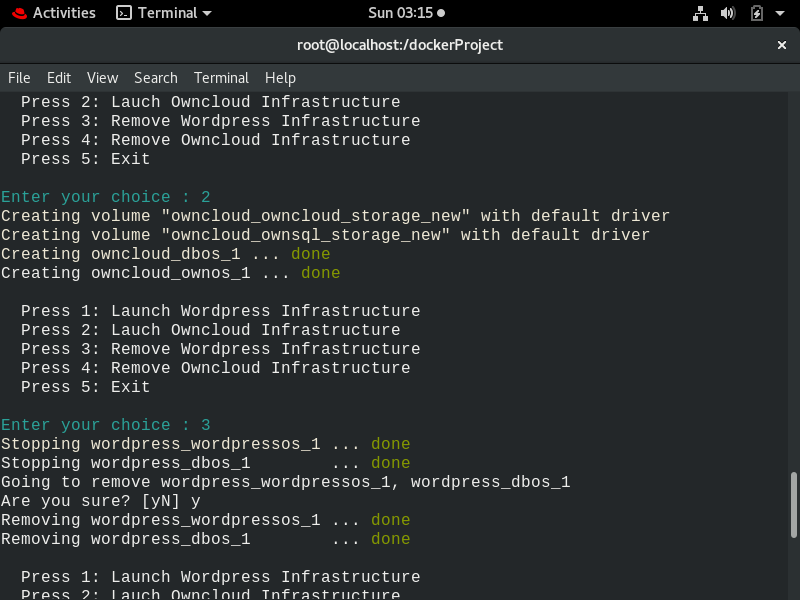 Activities Terminal Sun 03:15
root@localhost:/dockerProject
File Edit View Search Terminal Help
Press 2: Lauch Owncloud Infrastructure
Press 3: Remove Wordpress Infrastructure
Press 4: Remove Owncloud Infrastructure
Press 5: Exit
Enter your choice : 2
Creating volume "owncloud_owncloud_storage_new" with default driver
Creating volume "owncloud_ownsql_storage_new" with default driver
Creating owncloud_dbos_1 ... done
Creating owncloud_ownos_1 ... done
Press 1: Launch Wordpress Infrastructure
Press 2: Lauch Owncloud Infrastructure
Press 3: Remove Wordpress Infrastructure
Press 4: Remove Owncloud Infrastructure
Press 5: Exit
Enter your choice : 3
Stopping wordpress_wordpressos_1 ... done
Stopping wordpress_dbos_1 ... done
Going to remove wordpress_wordpressos_1, wordpress_dbos_1
Are you sure? [yN] y
Removing wordpress_wordpressos_1 ... done
Removing wordpress_dbos_1 ... done
Press 1: Launch Wordpress Infrastructure
Press 2: Lauch Owncloud Infrastructure